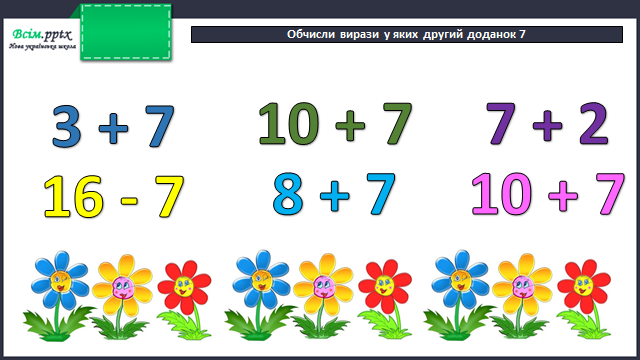 Всім.pptx
Нова українська школа
Обчисли вирази у яких другий доданок 7
3 + 7 10 + 7 7 + 2
16 - 7 8 + 7 10 + 7